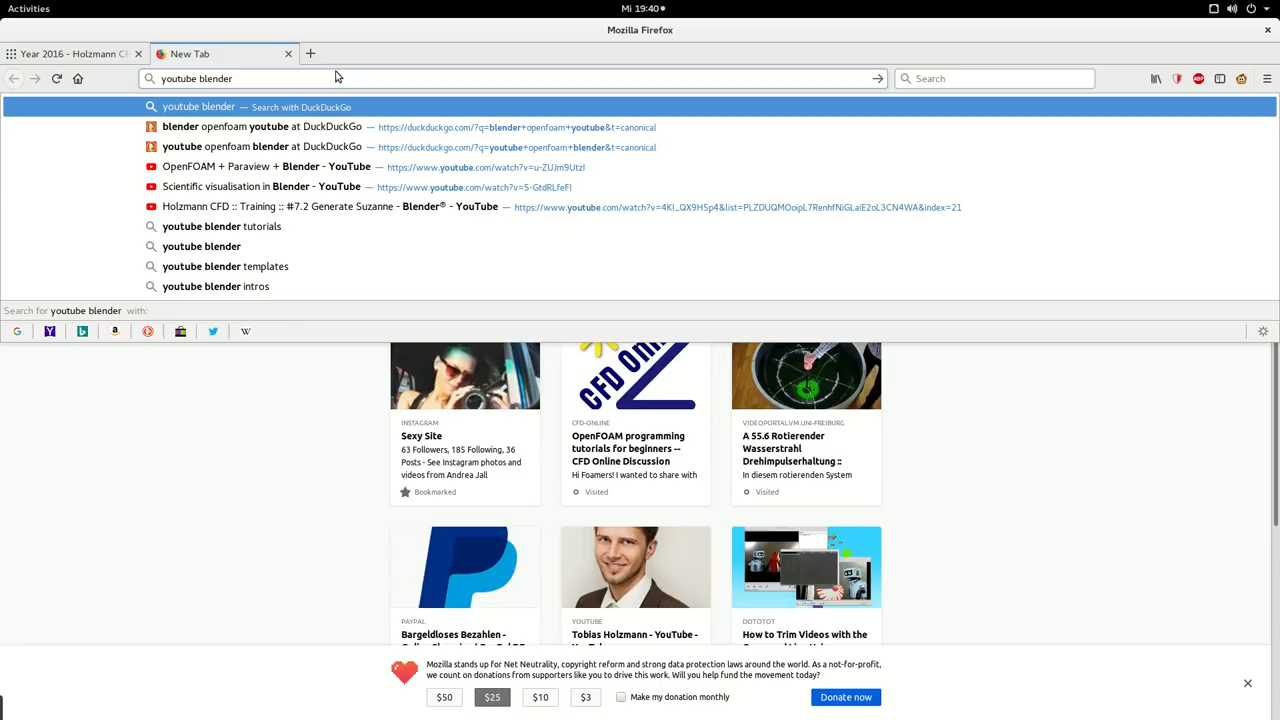 Activities
Mi 19:40
Mozilla Firefox
Year 2016 - Holzmann CF
New Tab
youtube blender
Search
youtube blender — Search with DuckDuckGo
blender openfoam youtube at DuckDuckGo — https://duckduckgo.com/?q=blender+openfoam+youtube&t=canonical
youtube openfoam blender at DuckDuckGo — https://duckduckgo.com/?q=youtube+openfoam+blender&t=canonical
OpenFOAM + Paraview + Blender - YouTube — https://www.youtube.com/watch?v=u-ZUJm9UtzI
Scientific visualisation in Blender - YouTube — https://www.youtube.com/watch?v=5-GtdRLfeFI
Holzmann CFD :: Training :: #7.2 Generate Suzanne - Blender® - YouTube — https://www.youtube.com/watch?v=4KI_QX9H5p4&list=PLZDUQMOoipL7RenhfNiGLaiE2oL3CN4WA&index=21
youtube blender tutorials
youtube blender
youtube blender templates
youtube blender intros
Search for youtube blender with:
CFD Onli
INSTAGRAM
Sexy Site
63 Followers, 185 Following, 36
Posts - See Instagram photos and
videos from Andrea Jall
Bookmarked
CFD-ONLINE
OpenFOAM programming
tutorials for beginners --
CFD Online Discussion
Hi Foamers! I wanted to share with
Visited
VIDEOPORTAL.VM.UNI-FREIBURG
A 55.6 Rotierender
Wasserstrahl
Drehimpulserhaltung ::
In diesem rotierenden System
Visited
PAYPAL
Bargeldloses Bezahlen -
YOUTUBE
Tobias Holzmann - YouTube -
DOTOTOT
How to Trim Videos with the
Mozilla stands up for Net Neutrality, copyright reform and strong data protection laws around the world. As a not-for-profit,
we count on donations from supporters like you to drive this work. Will you help fund the movement today?
$50
$25
$10
$3
Make my donation monthly
Donate now